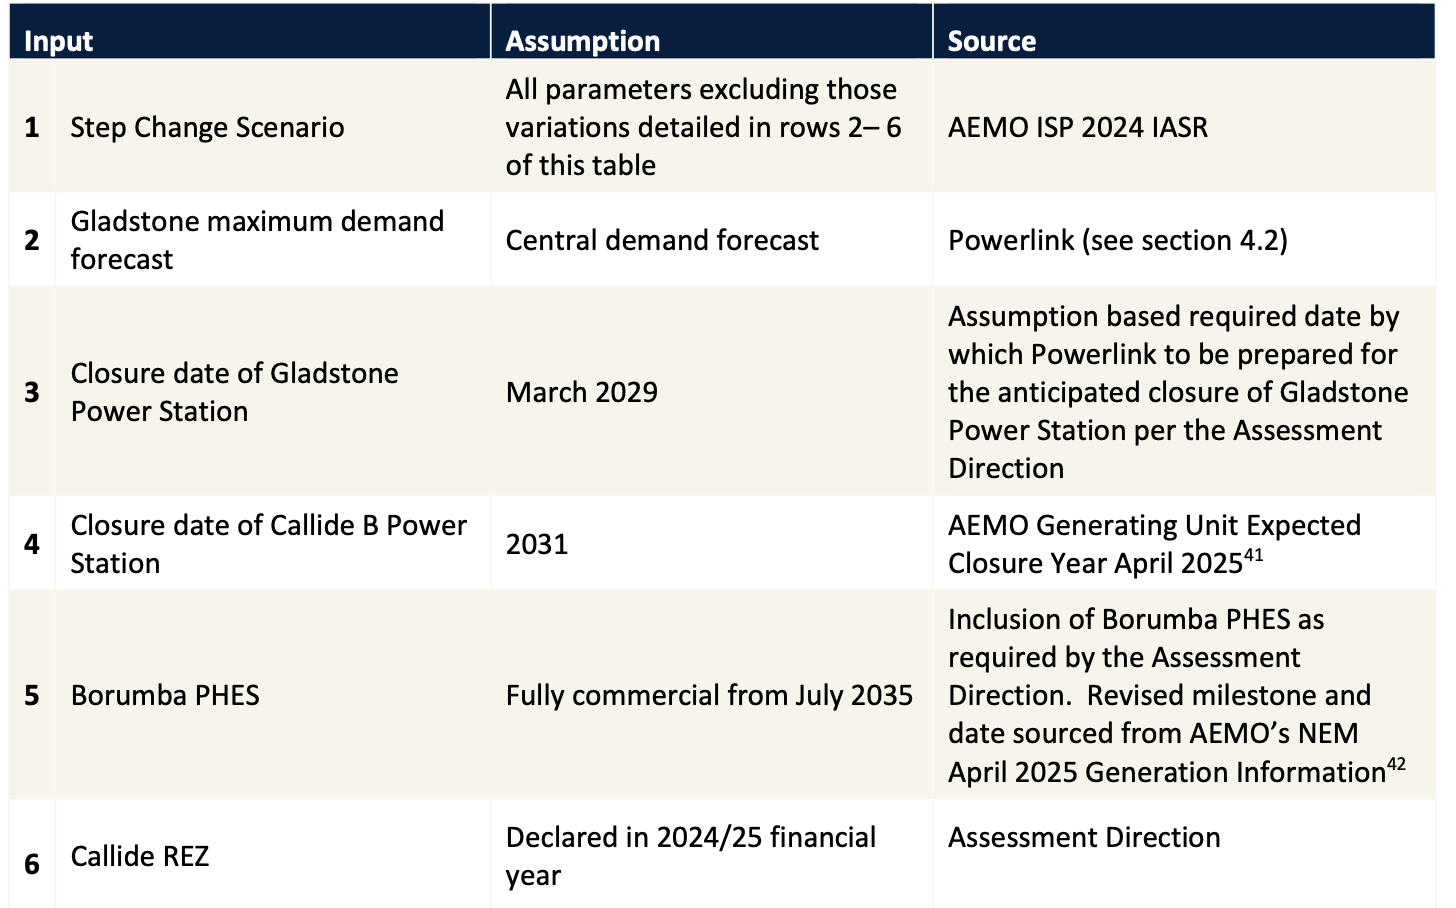 Input Assumption Source
1 Step Change Scenario
All parameters excluding those
variations detailed in rows 2– 6
of this table
AEMO ISP 2024 IASR
2 Gladstone maximum demand
forecast
Central demand forecast
Powerlink (see section 4.2)
3 Closure date of Gladstone
Power Station
March 2029
Assumption based required date by
which Powerlink to be prepared for
the anticipated closure of Gladstone
Power Station per the Assessment
Direction
4 Closure date of Callide B Power
Station
2031
AEMO Generating Unit Expected
Closure Year April 2025⁴¹
5 Borumba PHES
Fully commercial from July 2035
Inclusion of Borumba PHES as
required by the Assessment
Direction.  Revised milestone and
date sourced from AEMO’s NEM
April 2025 Generation Information⁴²
6 Callide REZ
Declared in 2024/25 financial
year
Assessment Direction